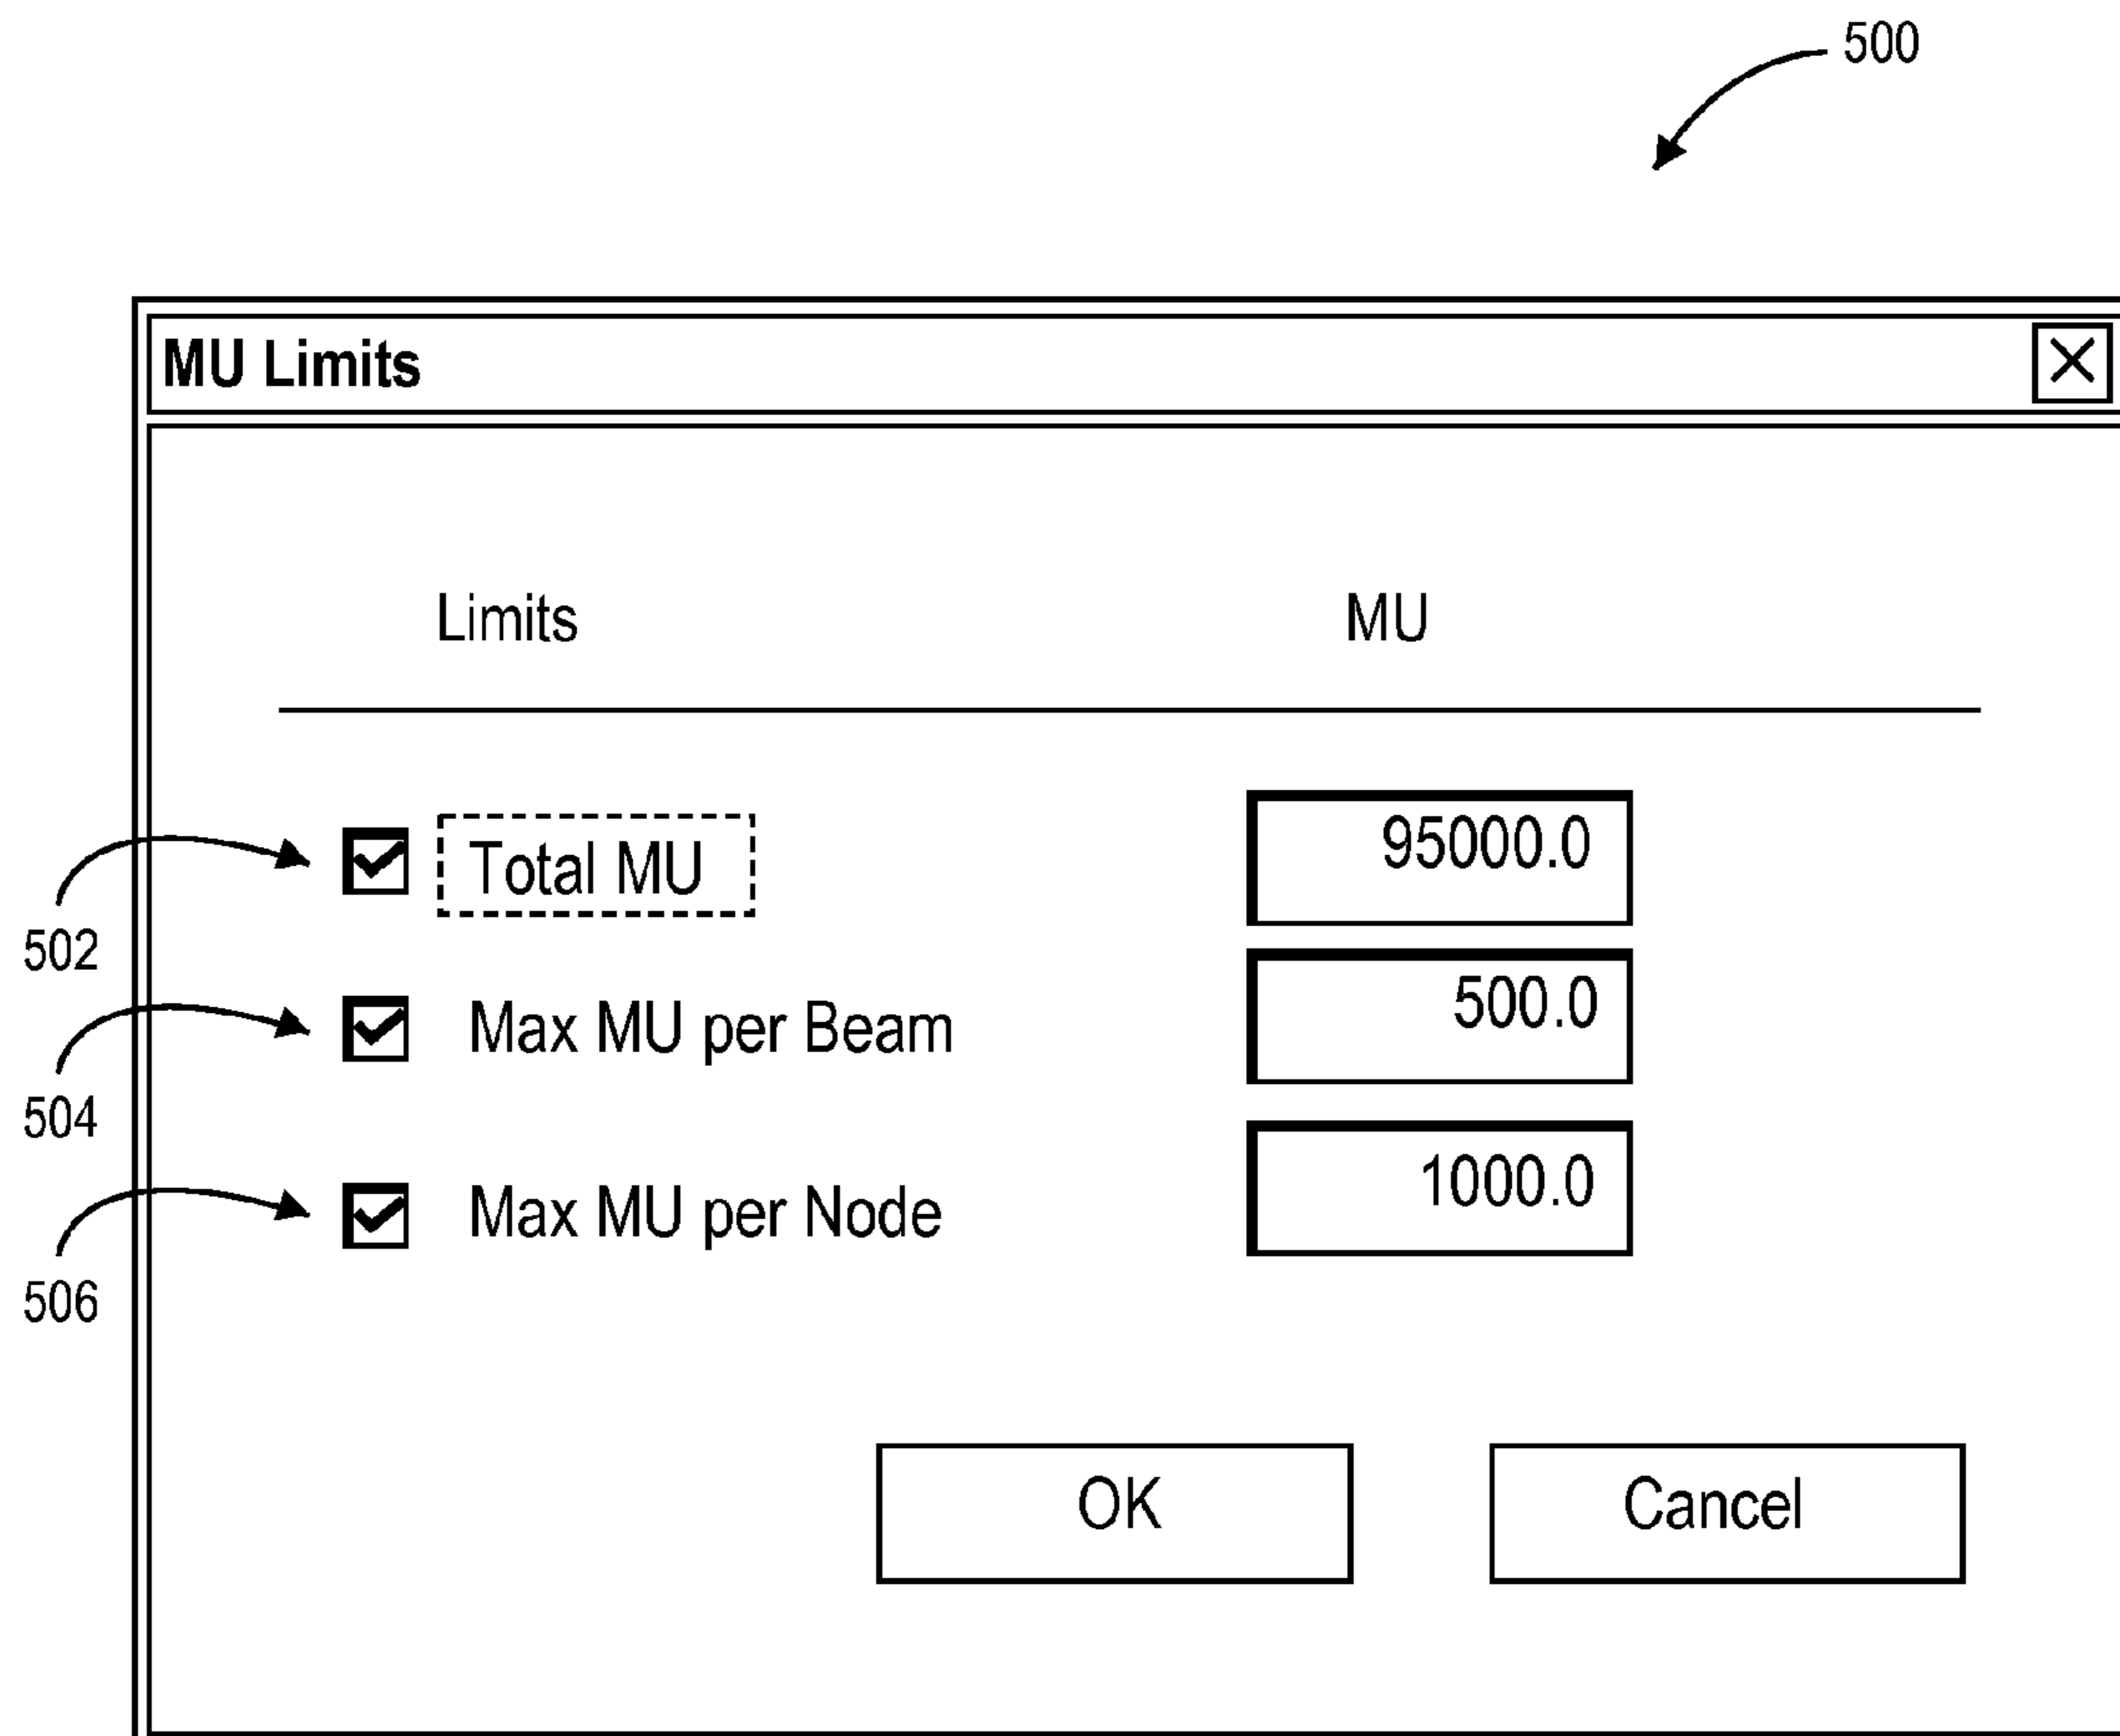 500
MU Limits
Limits MU
Total MU 95000.0
502
Max MU per Beam 500.0
504
Max MU per Node 1000.0
506
OK Cancel